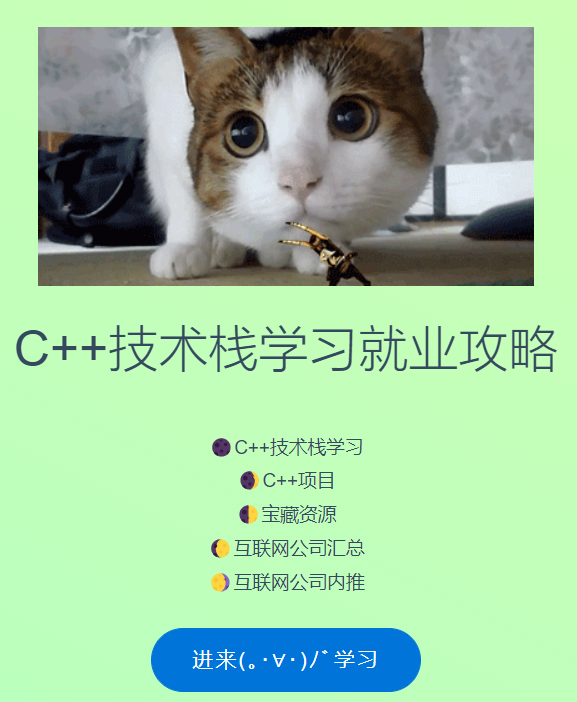 C++技术栈学习就业攻略
🌑 C++技术栈学习
🌒 C++项目
🌓 宝藏资源
🌔 互联网公司汇总
🌖 互联网公司内推
进来(｡･∀･)ﾉﾞ学习